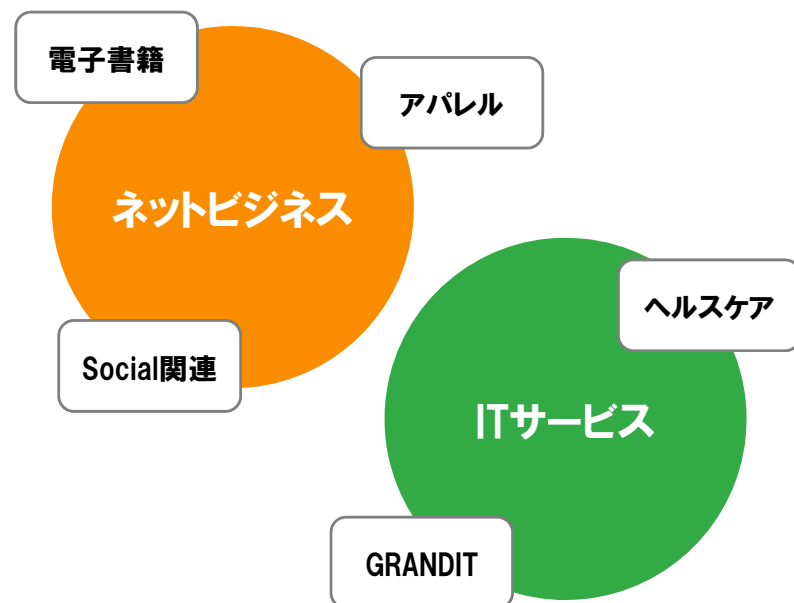 電子書籍
アパレル
ネットビジネス
Social関連
ヘルスケア
ITサービス
GRANDIT